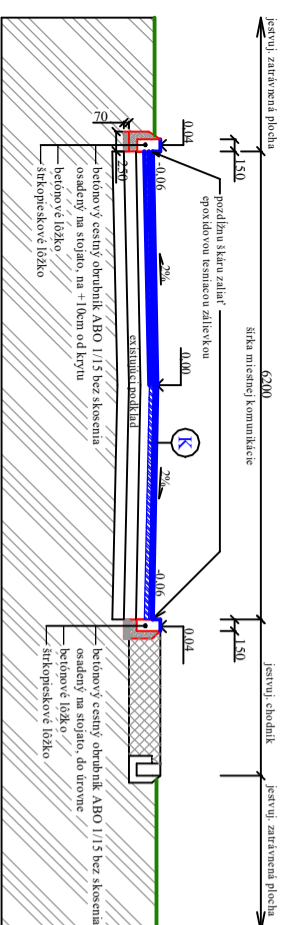 jestvuj. zatrávnená plocha
6200
šírka miestnej komunikácie
jestvuj. chodník
jestvuj. zatrávnená plocha
150
150
pozdĺžnu škáru zaliať
epoxidovou tesniacou zálievkou
0.04
-0.06
2%
0.00
K
2%
-0.06
0.04
existujúci podklad
70
250
betónový cestný obrubník ABO 1/15 bez skosenia
osadený na stojato, na +10cm od krytu
betónové lôžko
štrkopieskové lôžko
betónový cestný obrubník ABO 1/15 bez skosenia
osadený na stojato, do úrovne
betónové lôžko
štrkopieskové lôžko